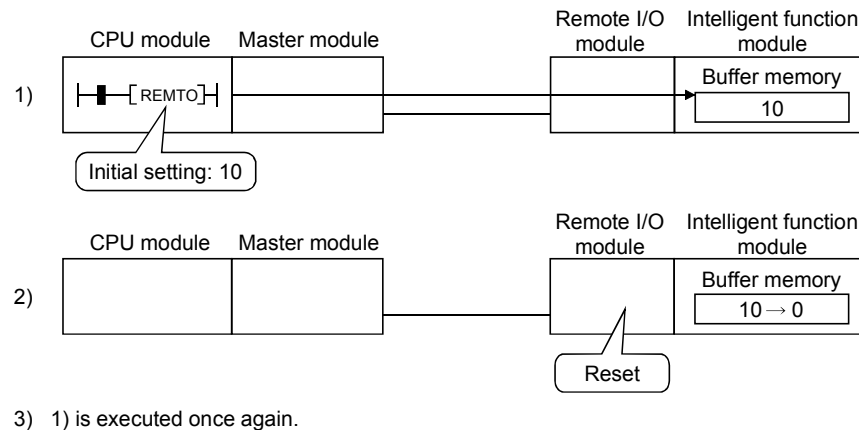 CPU module
Master module
Remote I/O
module
Intelligent function
module
1)
REMTO
Buffer memory
10
Initial setting: 10
CPU module
Master module
Remote I/O
module
Intelligent function
module
2)
Buffer memory
10 → 0
Reset
3) 1) is executed once again.